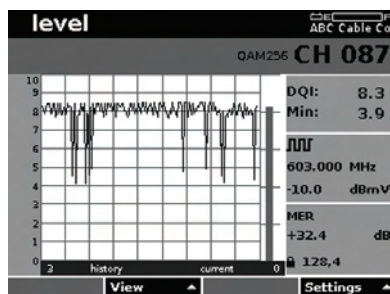 level
E F
ABC Cable Co
QAM256 CH 087
DQI: 8.3
Min: 3.9
603.000 MHz
-10.0 dBmV
MER
+32.4 dB
128,4
10
9
8
7
6
5
4
3
2
1
0
3 history current 0
View Settings